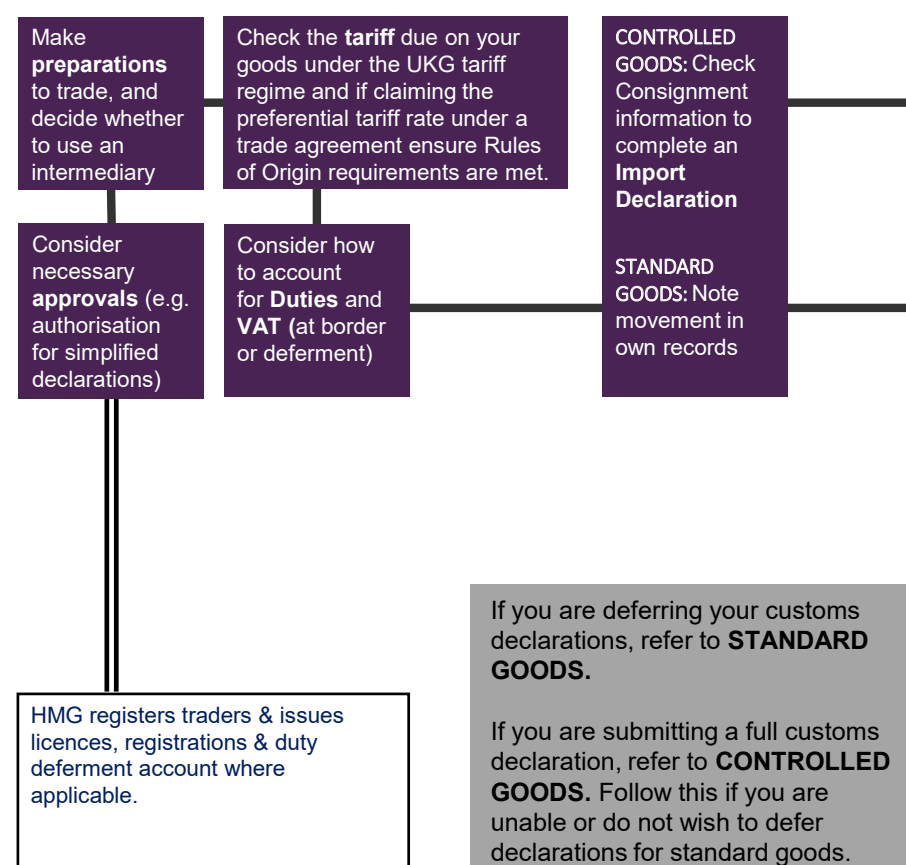 Make
preparations
to trade, and
decide whether
to use an
intermediary
Check the tariff due on your
goods under the UKG tariff
regime and if claiming the
preferential tariff rate under a
trade agreement ensure Rules
of Origin requirements are met.
CONTROLLED
GOODS: Check
Consignment
information to
complete an
Import
Declaration
STANDARD
GOODS: Note
movement in
own records
Consider
necessary
approvals (e.g.
authorisation
for simplified
declarations)
Consider how
to account
for Duties and
VAT (at border
or deferment)
HMG registers traders & issues
licences, registrations & duty
deferment account where
applicable.
If you are deferring your customs
declarations, refer to STANDARD
GOODS.
If you are submitting a full customs
declaration, refer to CONTROLLED
GOODS. Follow this if you are
unable or do not wish to defer
declarations for standard goods.